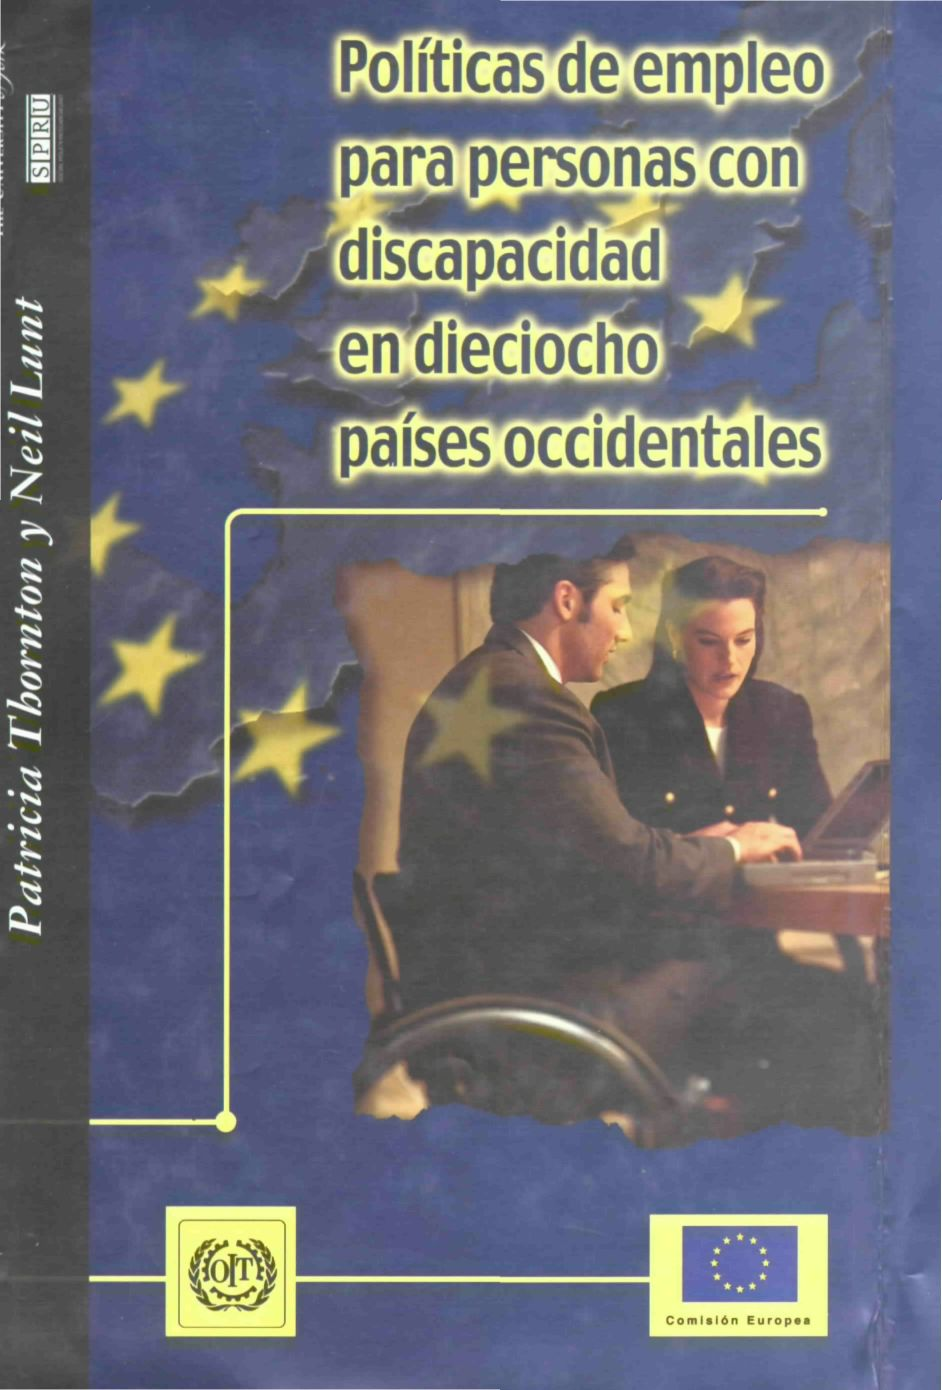 Políticas de empleo
para personas con
discapacidad
en dieciocho
países occidentales
Patricia Thornton y Neil Lunt
SPRU
OIT
Comisión Europea